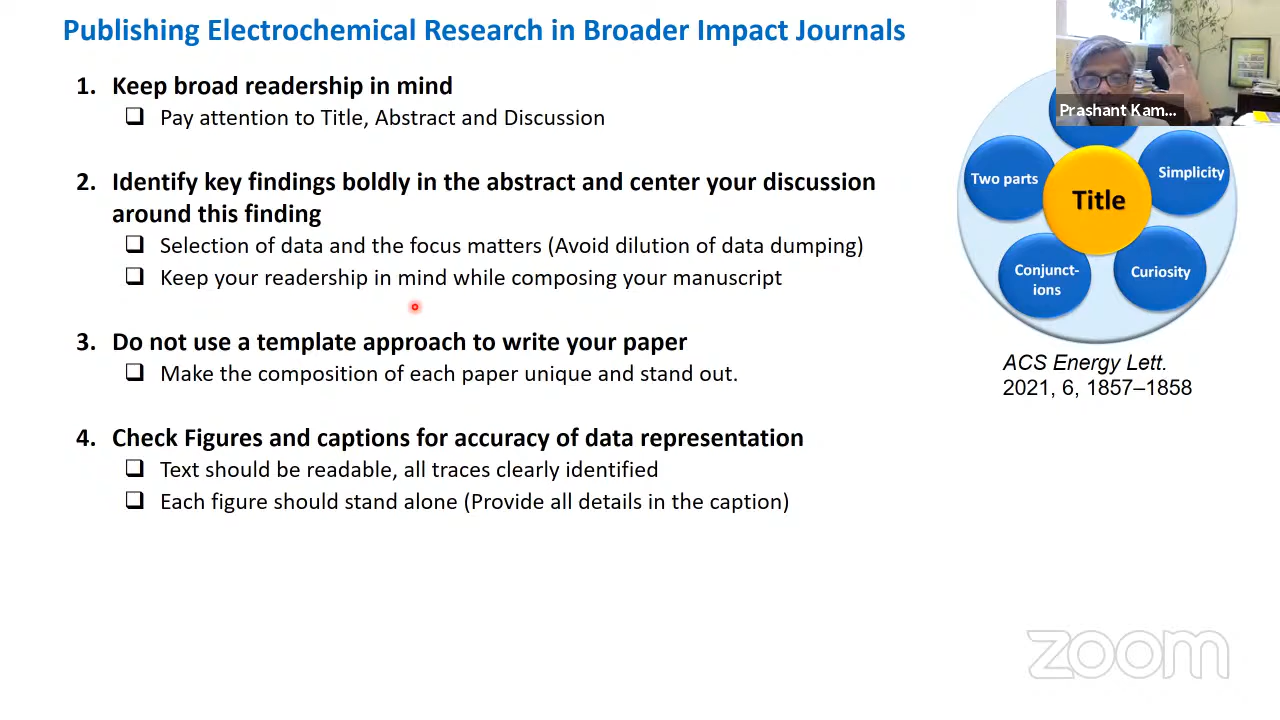 Publishing Electrochemical Research in Broader Impact Journals
1. Keep broad readership in mind
❑ Pay attention to Title, Abstract and Discussion
2. Identify key findings boldly in the abstract and center your discussion
around this finding
❑ Selection of data and the focus matters (Avoid dilution of data dumping)
❑ Keep your readership in mind while composing your manuscript
3. Do not use a template approach to write your paper
❑ Make the composition of each paper unique and stand out.
4. Check Figures and captions for accuracy of data representation
❑ Text should be readable, all traces clearly identified
❑ Each figure should stand alone (Provide all details in the caption)
Prashant Kam...
Two parts
Simplicity
Title
Conjunct-
ions
Curiosity
ACS Energy Lett.
2021, 6, 1857–1858
zoom